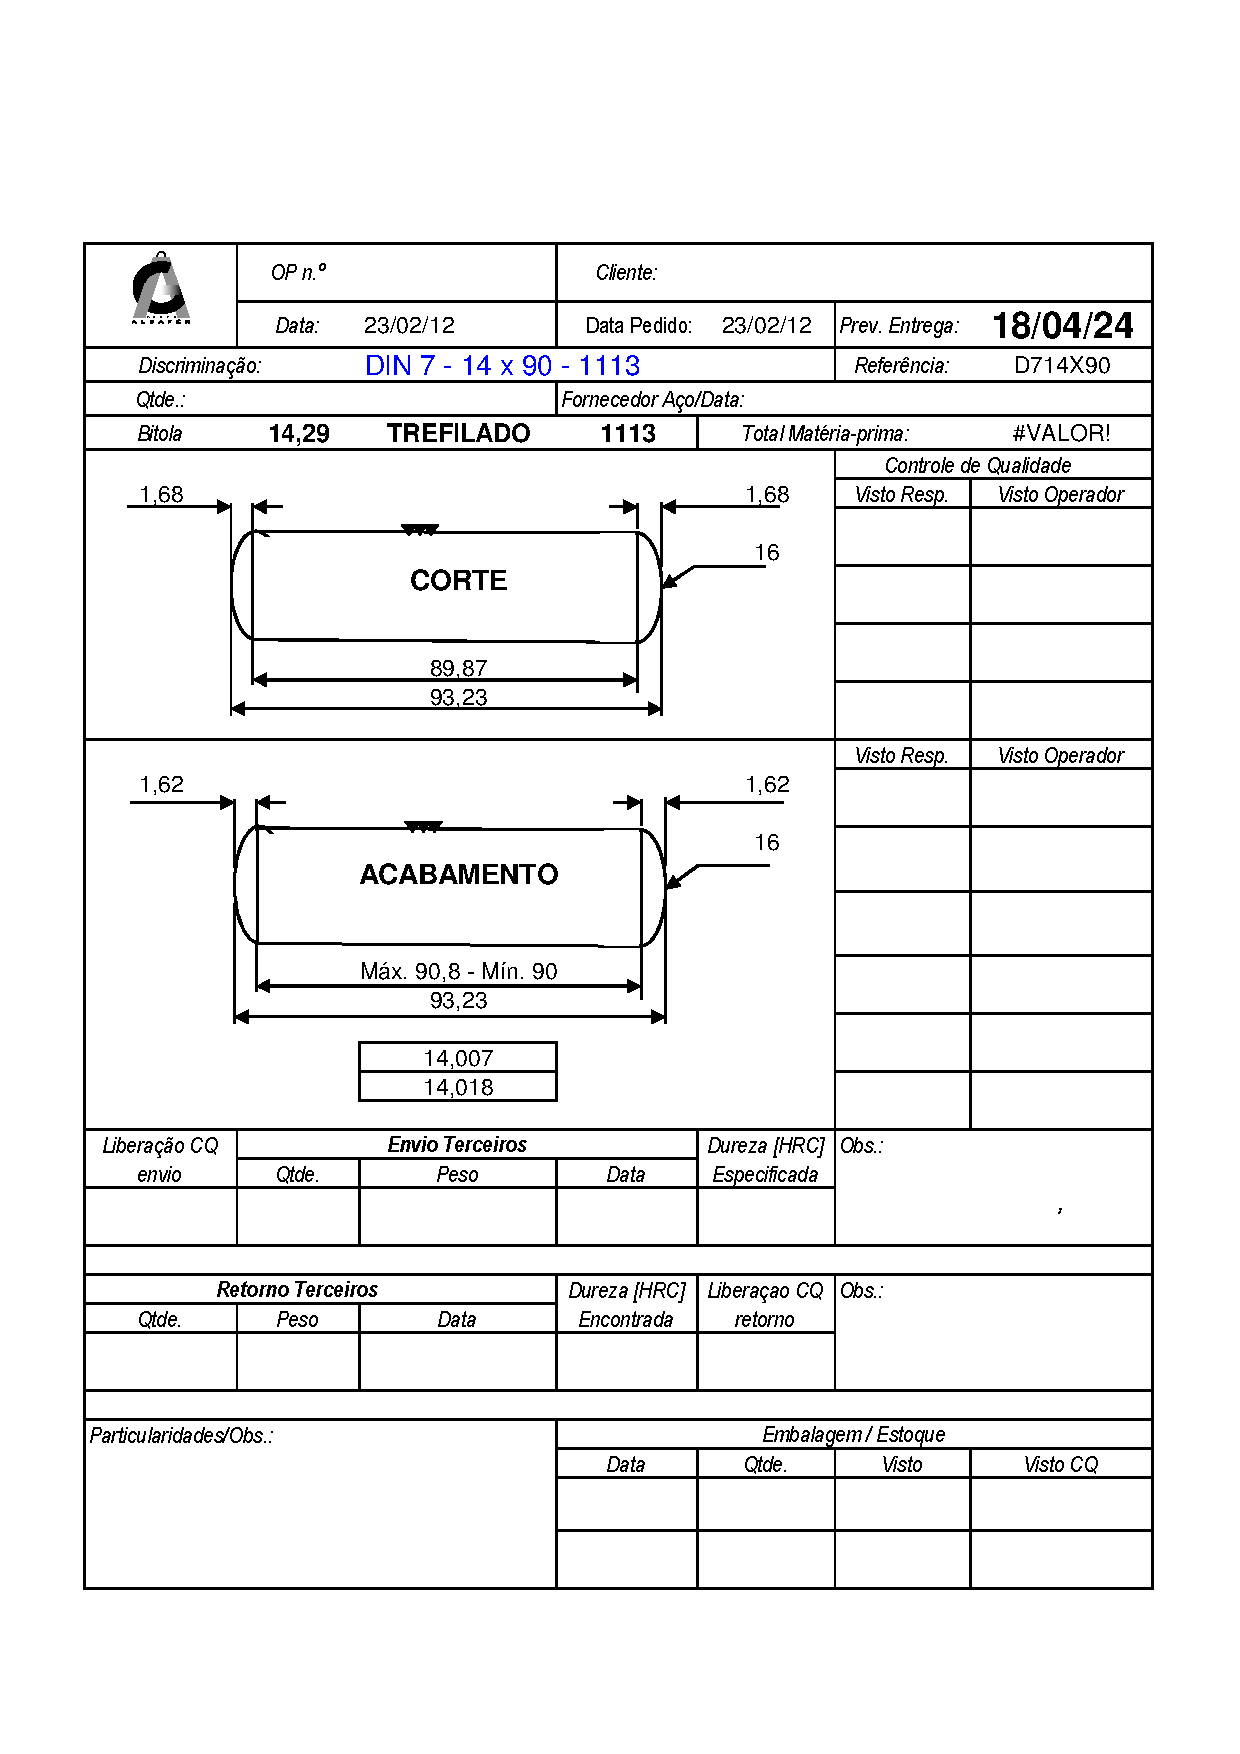 ALPAFER
OP n.º
Cliente:
Data: 23/02/12 Data Pedido: 23/02/12 Prev. Entrega: 18/04/24
Discriminação: DIN 7 - 14 x 90 - 1113 Referência: D714X90
Qtde.: Fornecedor Aço/Data:
Bitola 14,29 TREFILADO 1113 Total Matéria-prima: #VALOR!
Controle de Qualidade
1,68 1,68 Visto Resp. Visto Operador
16
CORTE
89,87
93,23
Visto Resp. Visto Operador
1,62 1,62
16
ACABAMENTO
Máx. 90,8 - Mín. 90
93,23
14,007
14,018
Liberação CQ Envio Terceiros Dureza [HRC] Obs.:
envio Qtde. Peso Data Especificada
,
Retorno Terceiros Dureza [HRC] Liberaçao CQ Obs.:
Qtde. Peso Data Encontrada retorno
Particularidades/Obs.: Embalagem / Estoque
Data Qtde. Visto Visto CQ